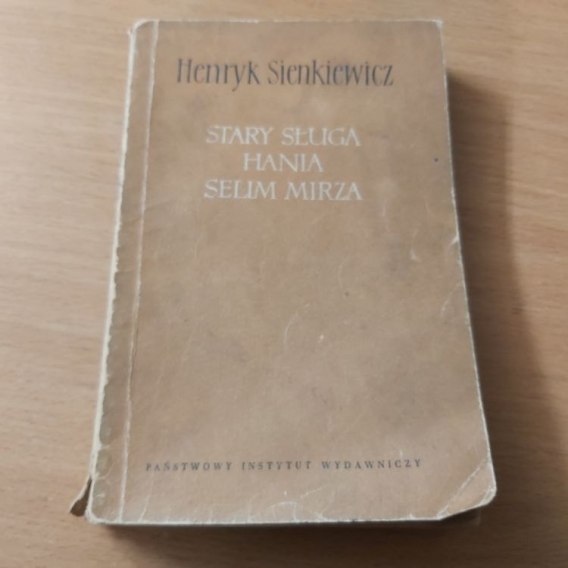 Henryk Sienkiewicz
STARY SŁUGA
HANIA
SELIM MIRZA
PAŃSTWOWY INSTYTUT WYDAWNICZY